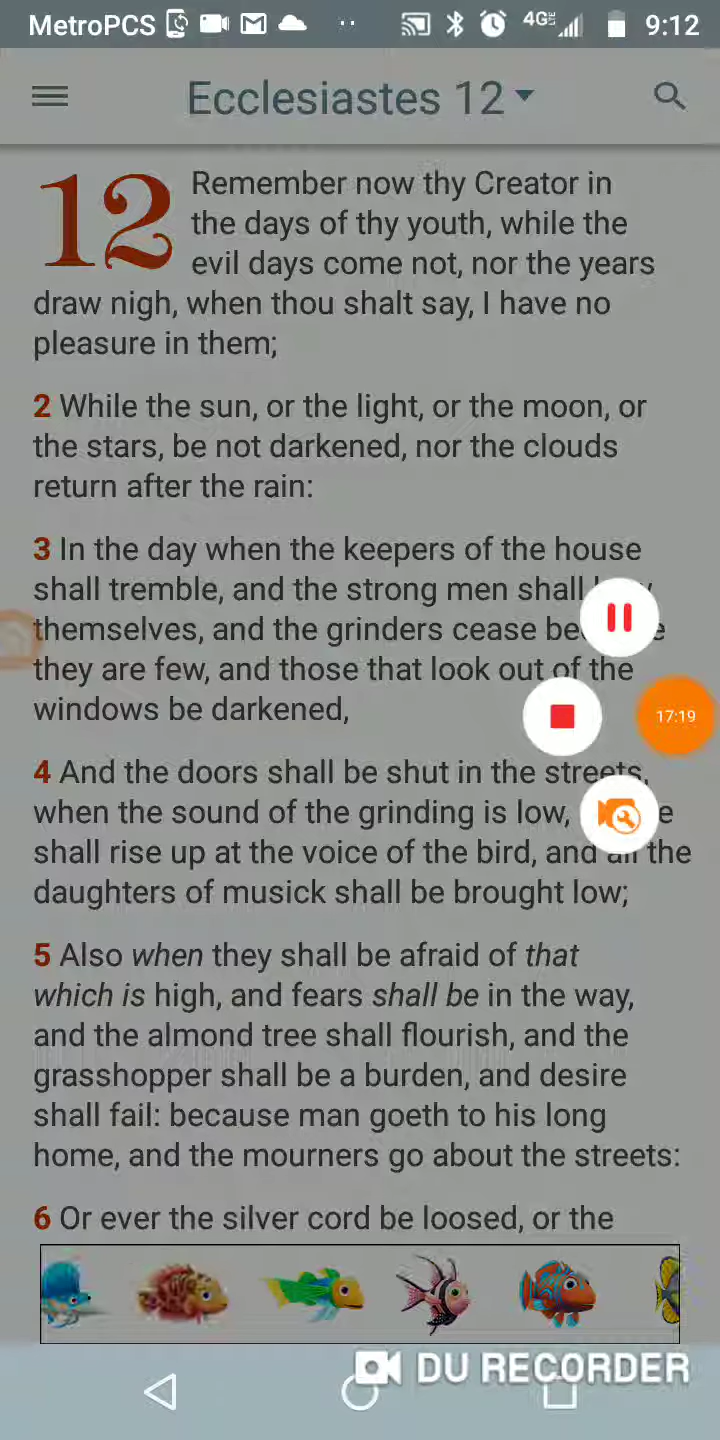 MetroPCS 4G LTE 9:12
Ecclesiastes 12
12 Remember now thy Creator in
the days of thy youth, while the
evil days come not, nor the years
draw nigh, when thou shalt say, I have no
pleasure in them;
2 While the sun, or the light, or the moon, or
the stars, be not darkened, nor the clouds
return after the rain:
3 In the day when the keepers of the house
shall tremble, and the strong men shall
themselves, and the grinders cease
they are few, and those that look out of the
windows be darkened,
17:19
4 And the doors shall be shut in the streets,
when the sound of the grinding is low,
shall rise up at the voice of the bird, and all the
daughters of musick shall be brought low;
5 Also when they shall be afraid of that
which is high, and fears shall be in the way,
and the almond tree shall flourish, and the
grasshopper shall be a burden, and desire
shall fail: because man goeth to his long
home, and the mourners go about the streets:
6 Or ever the silver cord be loosed, or the
DU RECORDER